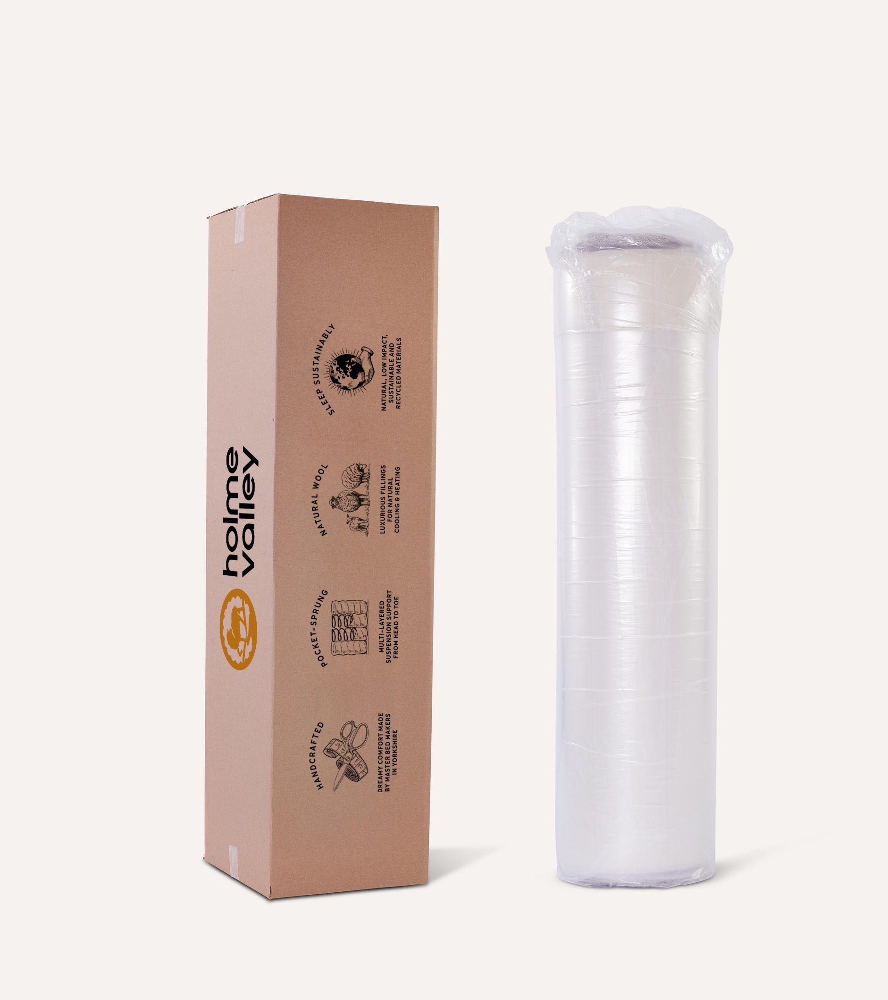 holme
valley
HANDCRAFTED
DREAMY COMFORT MADE
BY MASTER BED MAKERS
IN YORKSHIRE
POCKET-SPRUNG
MULTI-LAYERED
SUSPENSION SUPPORT
FROM HEAD TO TOE
NATURAL WOOL
LUXURIOUS FILLINGS
FOR NATURAL
COOLING & HEATING
SLEEP SUSTAINABLY
NATURAL, LOW IMPACT,
SUSTAINABLE AND
RECYCLED MATERIALS